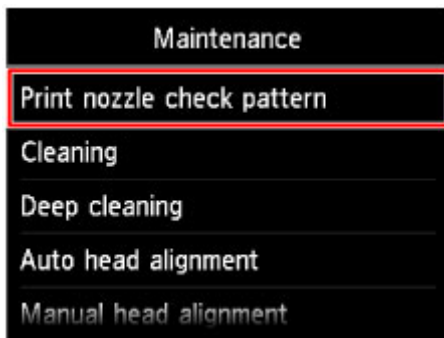 Maintenance
Print nozzle check pattern
Cleaning
Deep cleaning
Auto head alignment
Manual head alignment